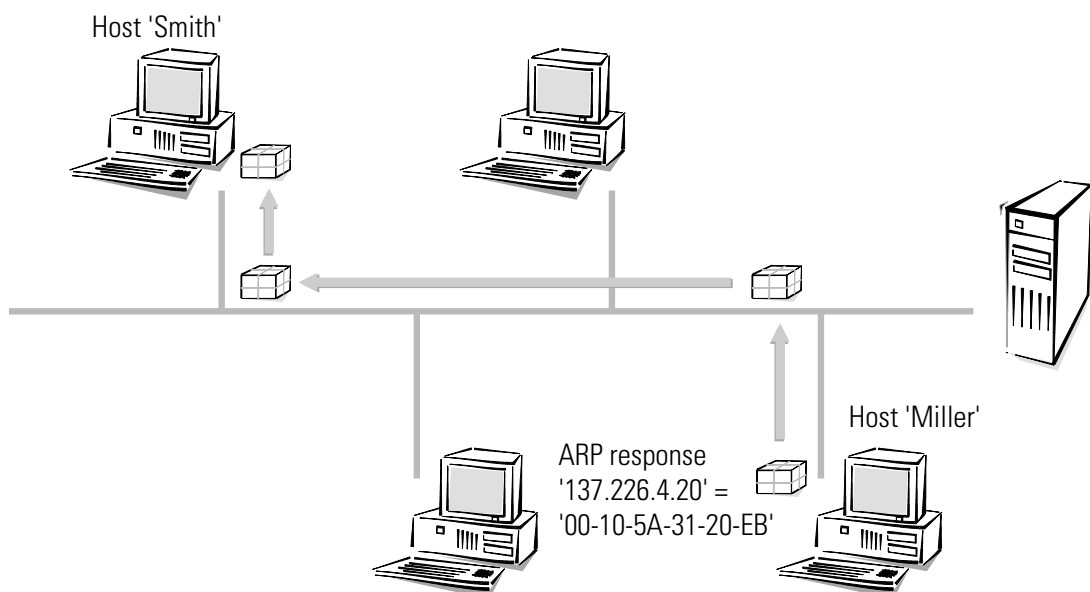 Host 'Smith'
Host 'Miller'
ARP response
'137.226.4.20' =
'00-10-5A-31-20-EB'